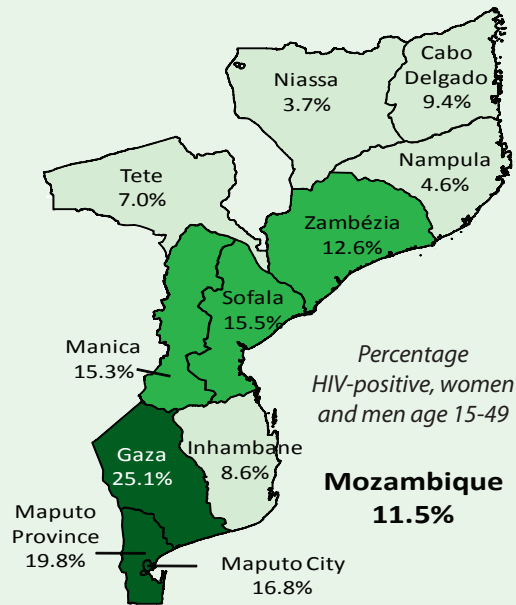 Cabo
Delgado
9.4%
Niassa
3.7%
Nampula
4.6%
Tete
7.0%
Zambézia
12.6%
Sofala
15.5%
Manica
15.3%
Percentage
HIV-positive, women
and men age 15-49
Inhambane
8.6%
Gaza
25.1%
Mozambique
11.5%
Maputo
Province
19.8%
Maputo City
16.8%